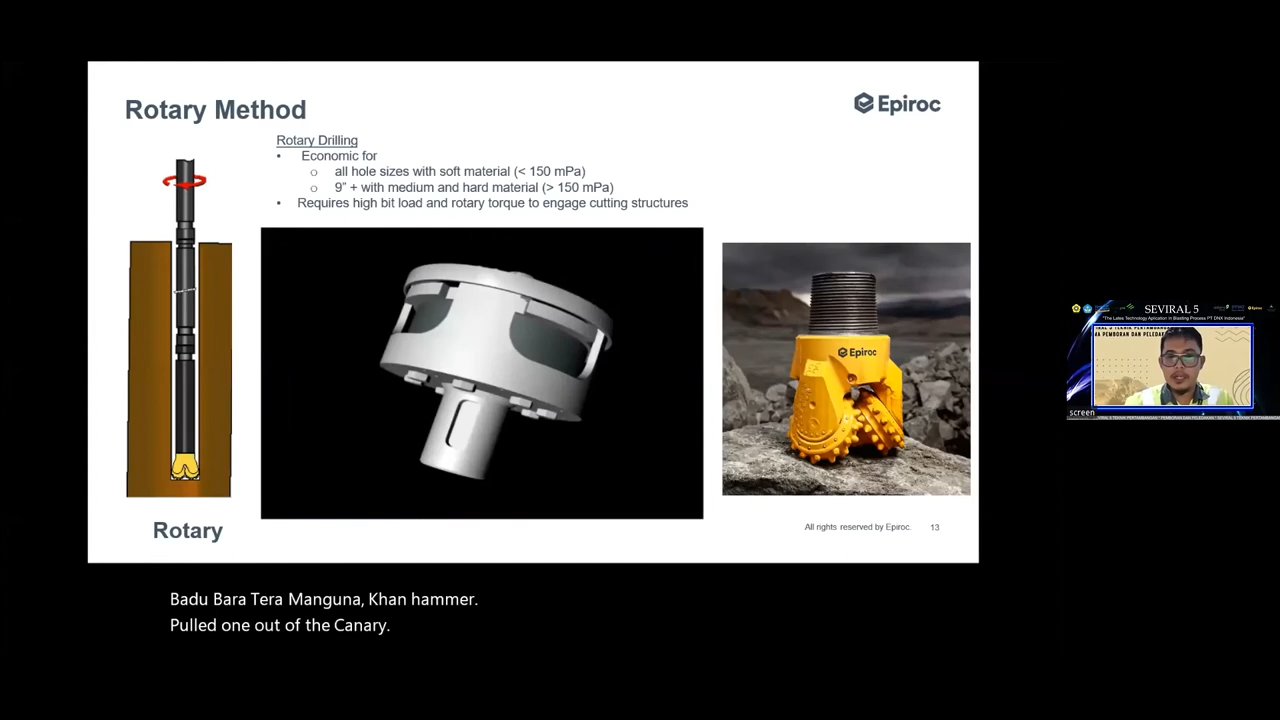 Rotary Method
Epiroc
Rotary Drilling
• Economic for
o all hole sizes with soft material (< 150 mPa)
o 9” + with medium and hard material (> 150 mPa)
• Requires high bit load and rotary torque to engage cutting structures
Epiroc
Rotary
All rights reserved by Epiroc. 13
SEVIRAL 5
screen
Badu Bara Tera Manguna, Khan hammer.
Pulled one out of the Canary.